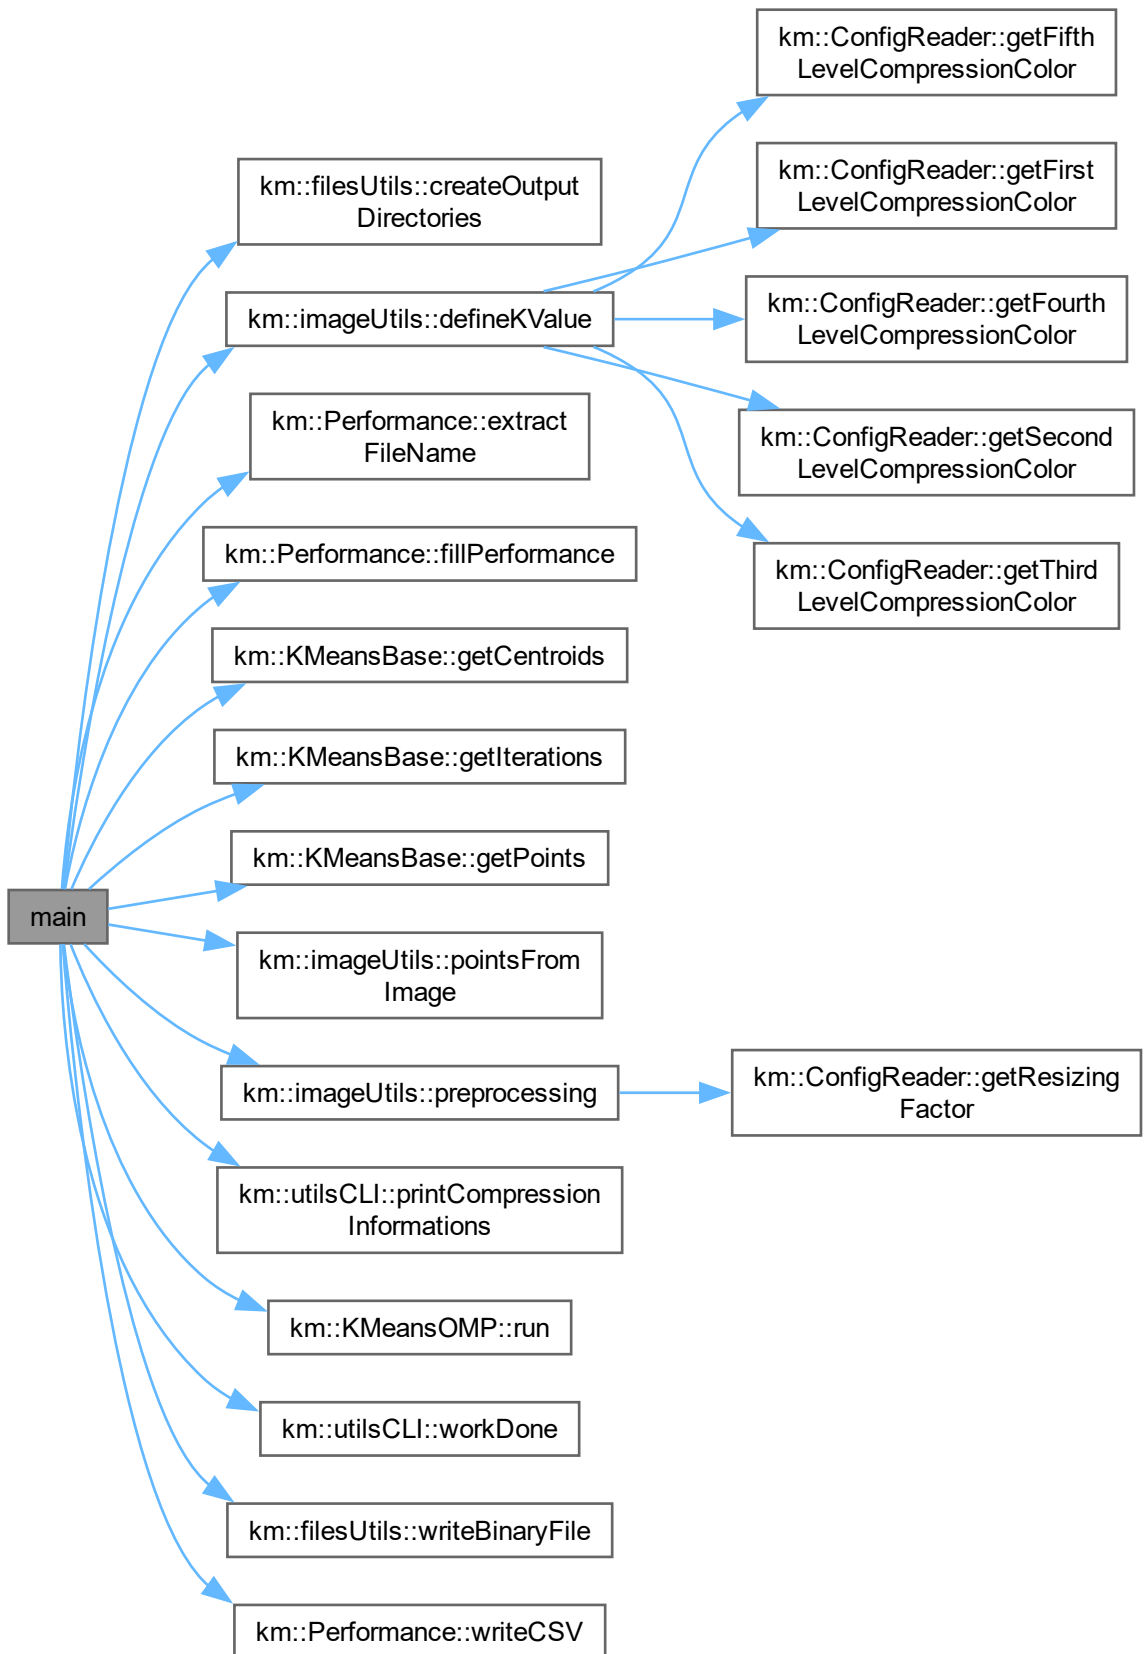 km::ConfigReader::getFifth
LevelCompressionColor
km::ConfigReader::getFirst
LevelCompressionColor
km::filesUtils::createOutput
Directories
km::ConfigReader::getFourth
LevelCompressionColor
km::imageUtils::defineKValue
km::ConfigReader::getSecond
LevelCompressionColor
km::Performance::extract
FileName
km::Performance::fillPerformance
km::ConfigReader::getThird
LevelCompressionColor
km::KMeansBase::getCentroids
km::KMeansBase::getIterations
km::KMeansBase::getPoints
main
km::imageUtils::pointsFrom
Image
km::imageUtils::preprocessing
km::ConfigReader::getResizing
Factor
km::utilsCLI::printCompression
Informations
km::KMeansOMP::run
km::utilsCLI::workDone
km::filesUtils::writeBinaryFile
km::Performance::writeCSV